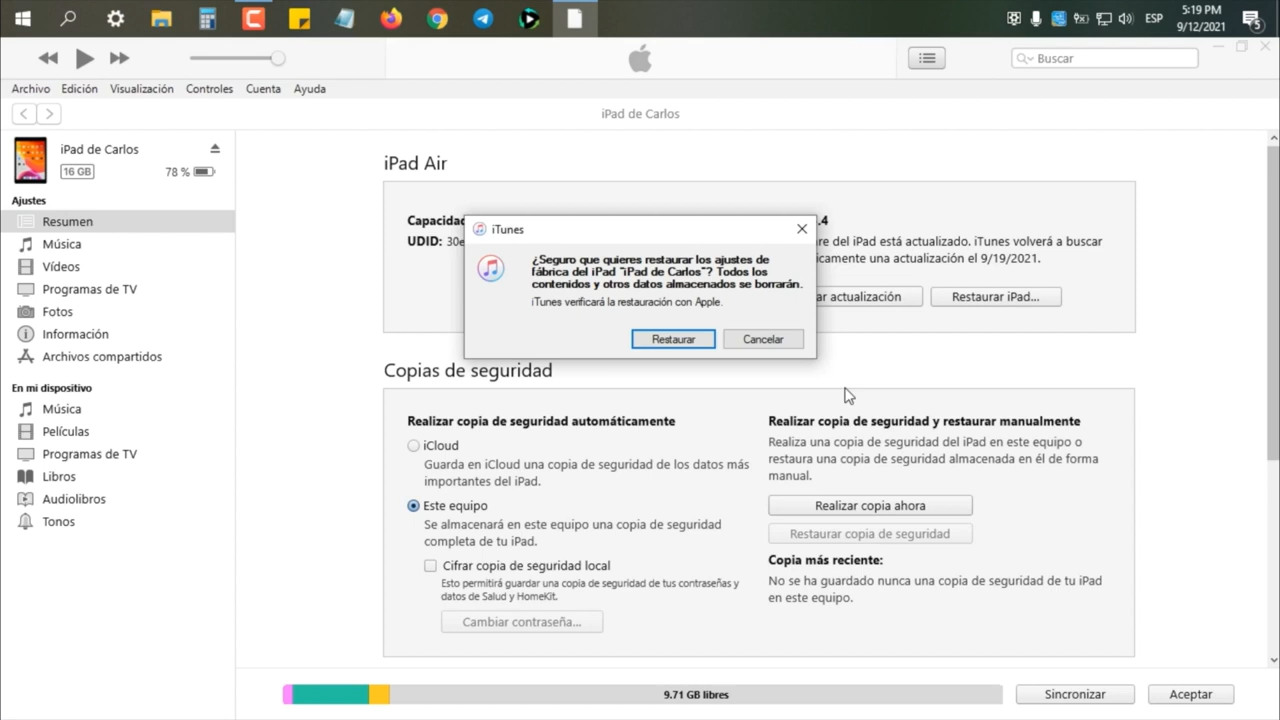 5:19 PM
ESP
9/12/2021
5
Buscar
Archivo Edición Visualización Controles Cuenta Ayuda
iPad de Carlos
iPad de Carlos
16 GB 78 %
Ajustes
Resumen
Música
Vídeos
Programas de TV
Fotos
Información
Archivos compartidos
En mi dispositivo
Música
Películas
Programas de TV
Libros
Audiolibros
Tonos
iPad Air
Capacidad
UDID: 30e
.4
re del iPad está actualizado. iTunes volverá a buscar
icamente una actualización el 9/19/2021.
ar actualización
Restaurar iPad...
iTunes
¿Seguro que quieres restaurar los ajustes de
fábrica del iPad "iPad de Carlos"? Todos los
contenidos y otros datos almacenados se borrarán.
iTunes verificará la restauración con Apple.
Restaurar Cancelar
Copias de seguridad
Realizar copia de seguridad automáticamente
iCloud
Guarda en iCloud una copia de seguridad de los datos más
importantes del iPad.
Este equipo
Se almacenará en este equipo una copia de seguridad
completa de tu iPad.
Cifrar copia de seguridad local
Esto permitirá guardar una copia de seguridad de tus contraseñas y
datos de Salud y HomeKit.
Cambiar contraseña...
Realizar copia de seguridad y restaurar manualmente
Realiza una copia de seguridad del iPad en este equipo o
restaura una copia de seguridad almacenada en él de forma
manual.
Realizar copia ahora
Restaurar copia de seguridad
Copia más reciente:
No se ha guardado nunca una copia de seguridad de tu iPad
en este equipo.
9.71 GB libres
Sincronizar
Aceptar